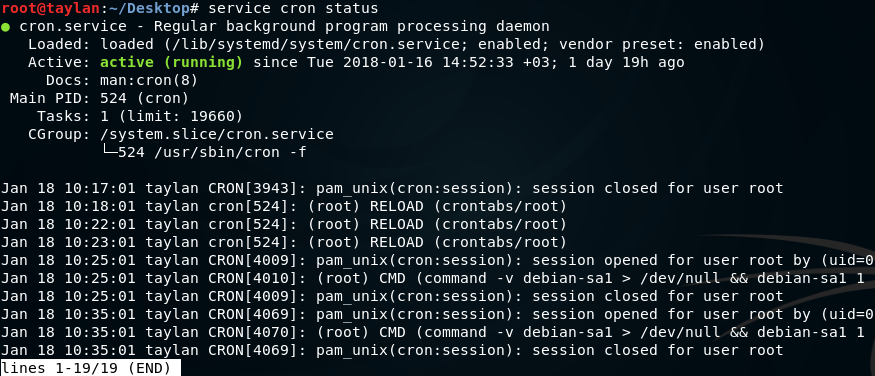 root@taylan:~/Desktop# service cron status
● cron.service - Regular background program processing daemon
   Loaded: loaded (/lib/systemd/system/cron.service; enabled; vendor preset: enabled)
   Active: active (running) since Tue 2018-01-16 14:52:33 +03; 1 day 19h ago
     Docs: man:cron(8)
 Main PID: 524 (cron)
    Tasks: 1 (limit: 19660)
   CGroup: /system.slice/cron.service
           └─524 /usr/sbin/cron -f

Jan 18 10:17:01 taylan CRON[3943]: pam_unix(cron:session): session closed for user root
Jan 18 10:18:01 taylan cron[524]: (root) RELOAD (crontabs/root)
Jan 18 10:22:01 taylan cron[524]: (root) RELOAD (crontabs/root)
Jan 18 10:23:01 taylan cron[524]: (root) RELOAD (crontabs/root)
Jan 18 10:25:01 taylan CRON[4009]: pam_unix(cron:session): session opened for user root by (uid=0
Jan 18 10:25:01 taylan CRON[4010]: (root) CMD (command -v debian-sa1 > /dev/null && debian-sa1 1
Jan 18 10:25:01 taylan CRON[4009]: pam_unix(cron:session): session closed for user root
Jan 18 10:35:01 taylan CRON[4069]: pam_unix(cron:session): session opened for user root by (uid=0
Jan 18 10:35:01 taylan CRON[4070]: (root) CMD (command -v debian-sa1 > /dev/null && debian-sa1 1
Jan 18 10:35:01 taylan CRON[4069]: pam_unix(cron:session): session closed for user root
lines 1-19/19 (END)